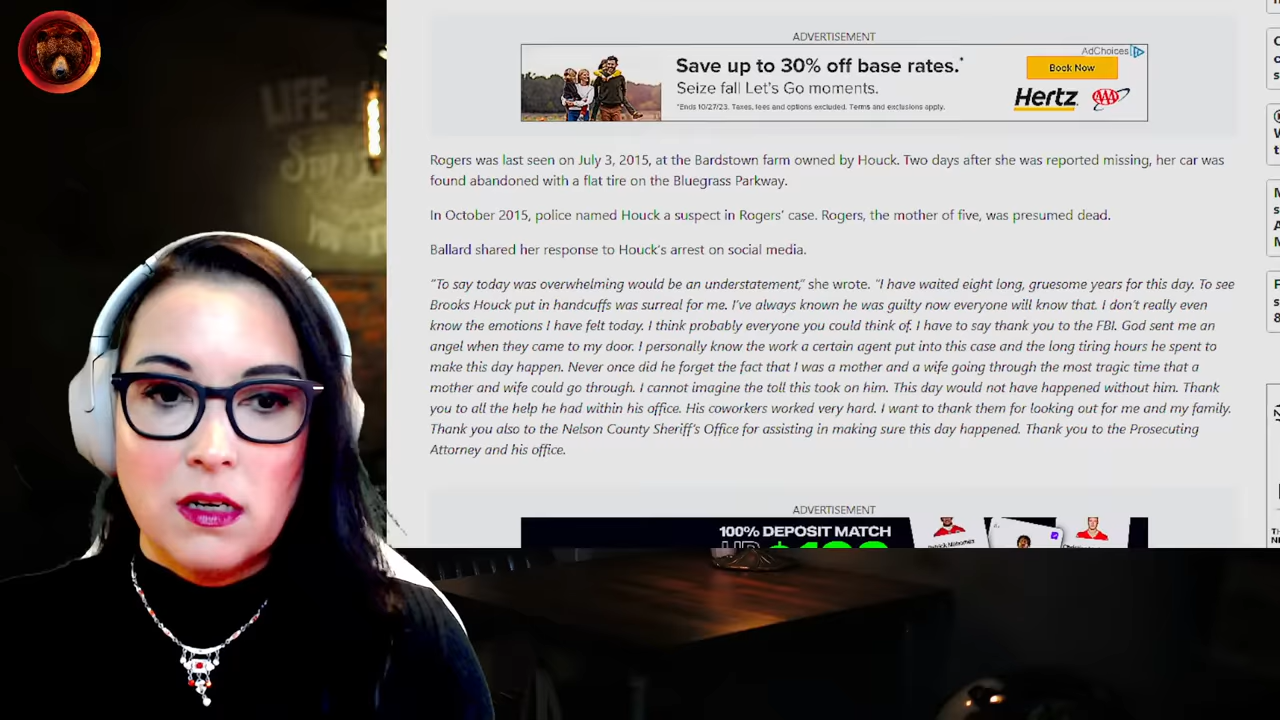 LIFE
ADVERTISEMENT
AdChoices
Save up to 30% off base rates.*
Book Now
Seize fall Let's Go moments.
Hertz. AAA
*Ends 10/27/23. Taxes, fees and options excluded. Terms and exclusions apply.
Rogers was last seen on July 3, 2015, at the Bardstown farm owned by Houck. Two days after she was reported missing, her car was
found abandoned with a flat tire on the Bluegrass Parkway.
In October 2015, police named Houck a suspect in Rogers' case. Rogers, the mother of five, was presumed dead.
Ballard shared her response to Houck's arrest on social media.
"To say today was overwhelming would be an understatement," she wrote. "I have waited eight long, gruesome years for this day. To see
Brooks Houck put in handcuffs was surreal for me. I've always known he was guilty now everyone will know that. I don't really even
know the emotions I have felt today. I think probably everyone you could think of. I have to say thank you to the FBI. God sent me an
angel when they came to my door. I personally know the work a certain agent put into this case and the long tiring hours he spent to
make this day happen. Never once did he forget the fact that I was a mother and a wife going through the most tragic time that a
mother and wife could go through. I cannot imagine he toll this took on him. This day would not have happened without him. Thank
you to all the help he had within his office. His coworkers worked very hard. I want to thank them for looking out for me and my family.
Thank you also to the Nelson County Sheriff's Office for assisting in making sure this day happened. Thank you to the Prosecuting
Attorney and his office.
ADVERTISEMENT
100% DEPOSIT MATCH